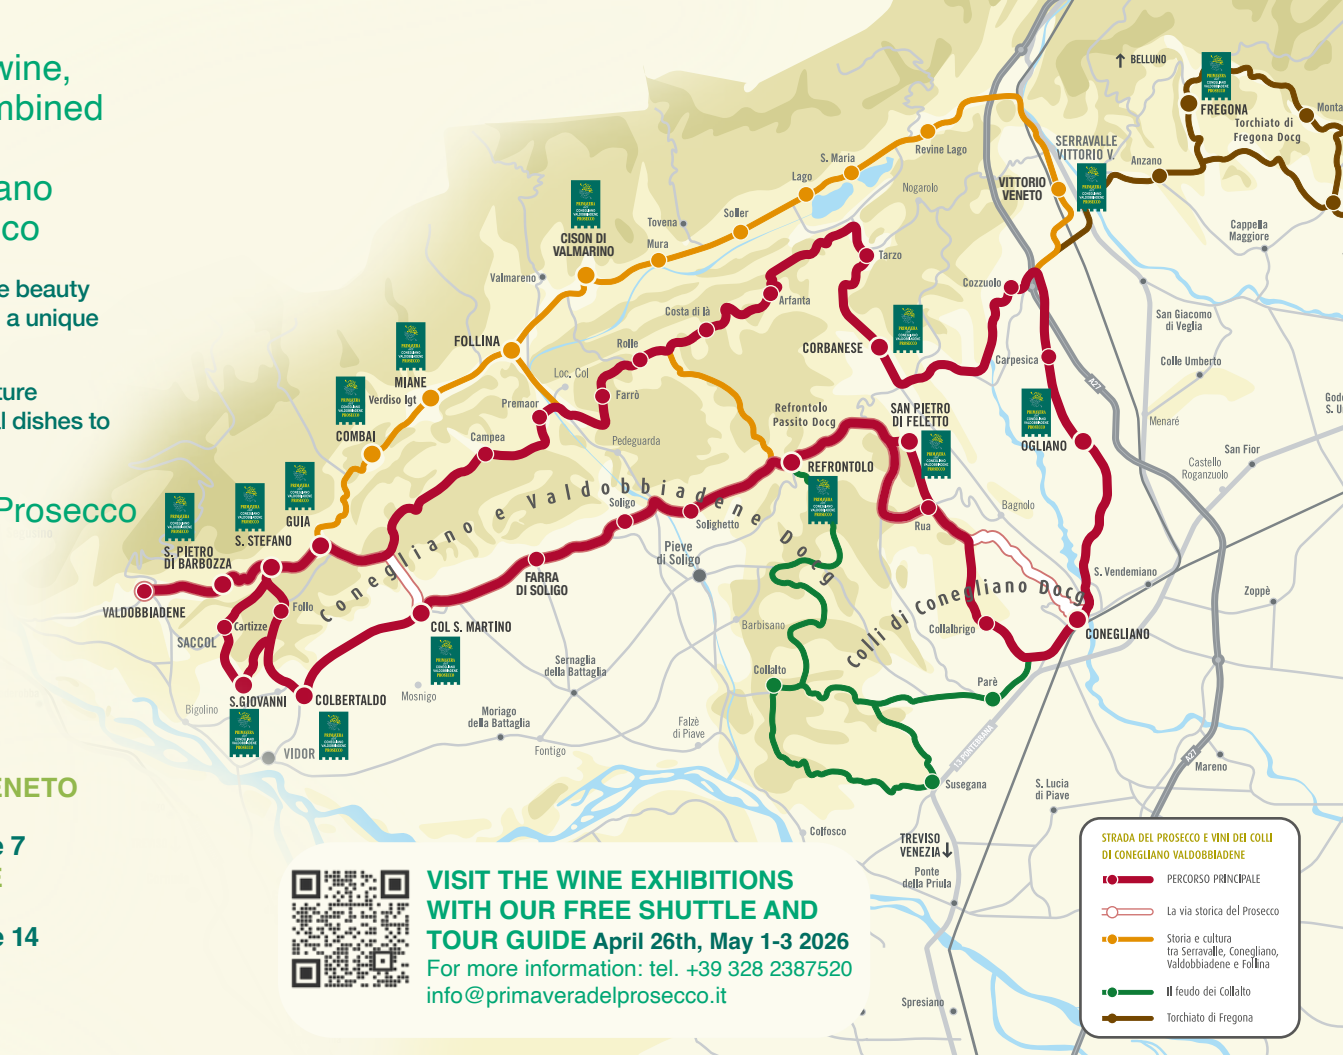 wine,
mbined
ano
co
e beauty
a unique
ture
al dishes to
Prosecco
ENETO
e 7
E
e 14
BELLUNO
FREGONA
Monta
Torchiato di
Fregona Docg
SERRAVALLE
VITTORIO V.
Anzano
VITTORIO
VENETO
Revine Lago
S. Maria
Lago
Nogarolo
Cappella
Maggiore
Soller
Tovena
Mura
CISON DI
VALMARINO
Valmareno
Tarzo
Cozzuolo
Arfanta
Costa di là
San Giacomo
di Veglia
FOLLINA
Rolle
CORBANESE
Carpesica
Colle Umberto
A27
MIANE
Verdiso Igt
Loc. Col
Farrò
Premaor
Refrontolo
Passito Docg
SAN PIETRO
DI FELETTO
Menaré
Gode
S. U
COMBAI
Campea
Pedeguarda
OGLIANO
San Fior
Castello
Roganzuolo
REFRONTOLO
GUIA
Conegliano e Valdobbiadene Docg
Soligo
Solighetto
Rua
Bagnolo
S. STEFANO
S. PIETRO
DI BARBOZZA
Pieve
di Soligo
FARRA
DI SOLIGO
S. Vendemiano
Zoppè
VALDOBBIADENE
Follo
Cartizze
SACCOL
COL S. MARTINO
Barbisano
Colli di Conegliano Docg
Collalbrigo
CONEGLIANO
Sernaglia
della Battaglia
Collalto
Parè
S.GIOVANNI
COLBERTALDO
Mosnigo
Bigolino
Moriago
della Battaglia
Falzè
di Piave
VIDOR
Fontigo
13 PONTEBBANA
A27
Mareno
Susegana
S. Lucia
di Piave
Colfosco
TREVISO
VENEZIA
Ponte
della Priula
Spresiano
VISIT THE WINE EXHIBITIONS
WITH OUR FREE SHUTTLE AND
TOUR GUIDE April 26th, May 1-3 2026
For more information: tel. +39 328 2387520
info@primaveradelprosecco.it
STRADA DEL PROSECCO E VINI DEI COLLI
DI CONEGLIANO VALDOBBIADENE
PERCORSO PRINCIPALE
La via storica del Prosecco
Storia e cultura
tra Serravalle, Conegliano,
Valdobbiadene e Follina
Il feudo dei Collalto
Torchiato di Fregona